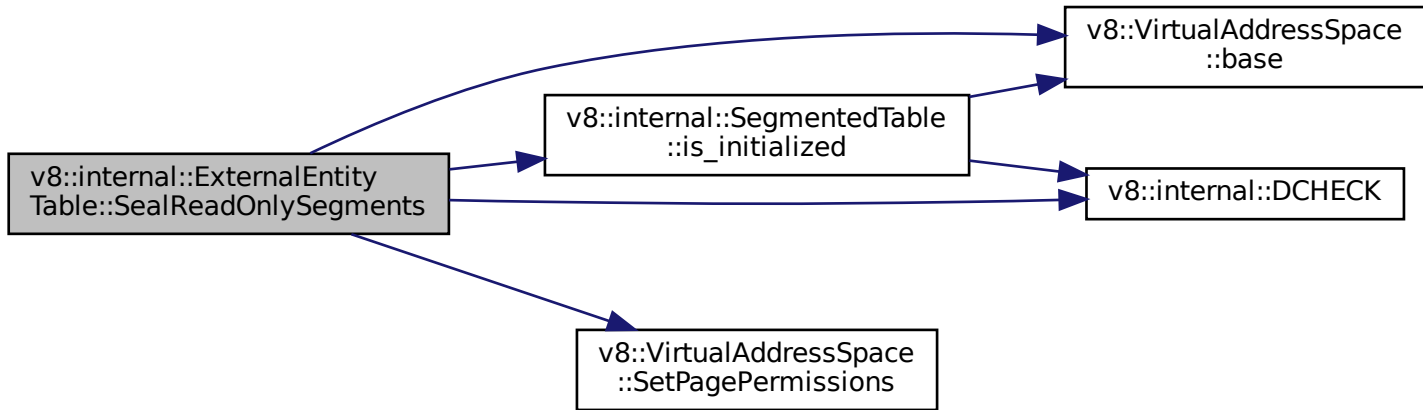 v8::internal::ExternalEntity
Table::SealReadOnlySegments
v8::internal::SegmentedTable
::is_initialized
v8::VirtualAddressSpace
::base
v8::internal::DCHECK
v8::VirtualAddressSpace
::SetPagePermissions